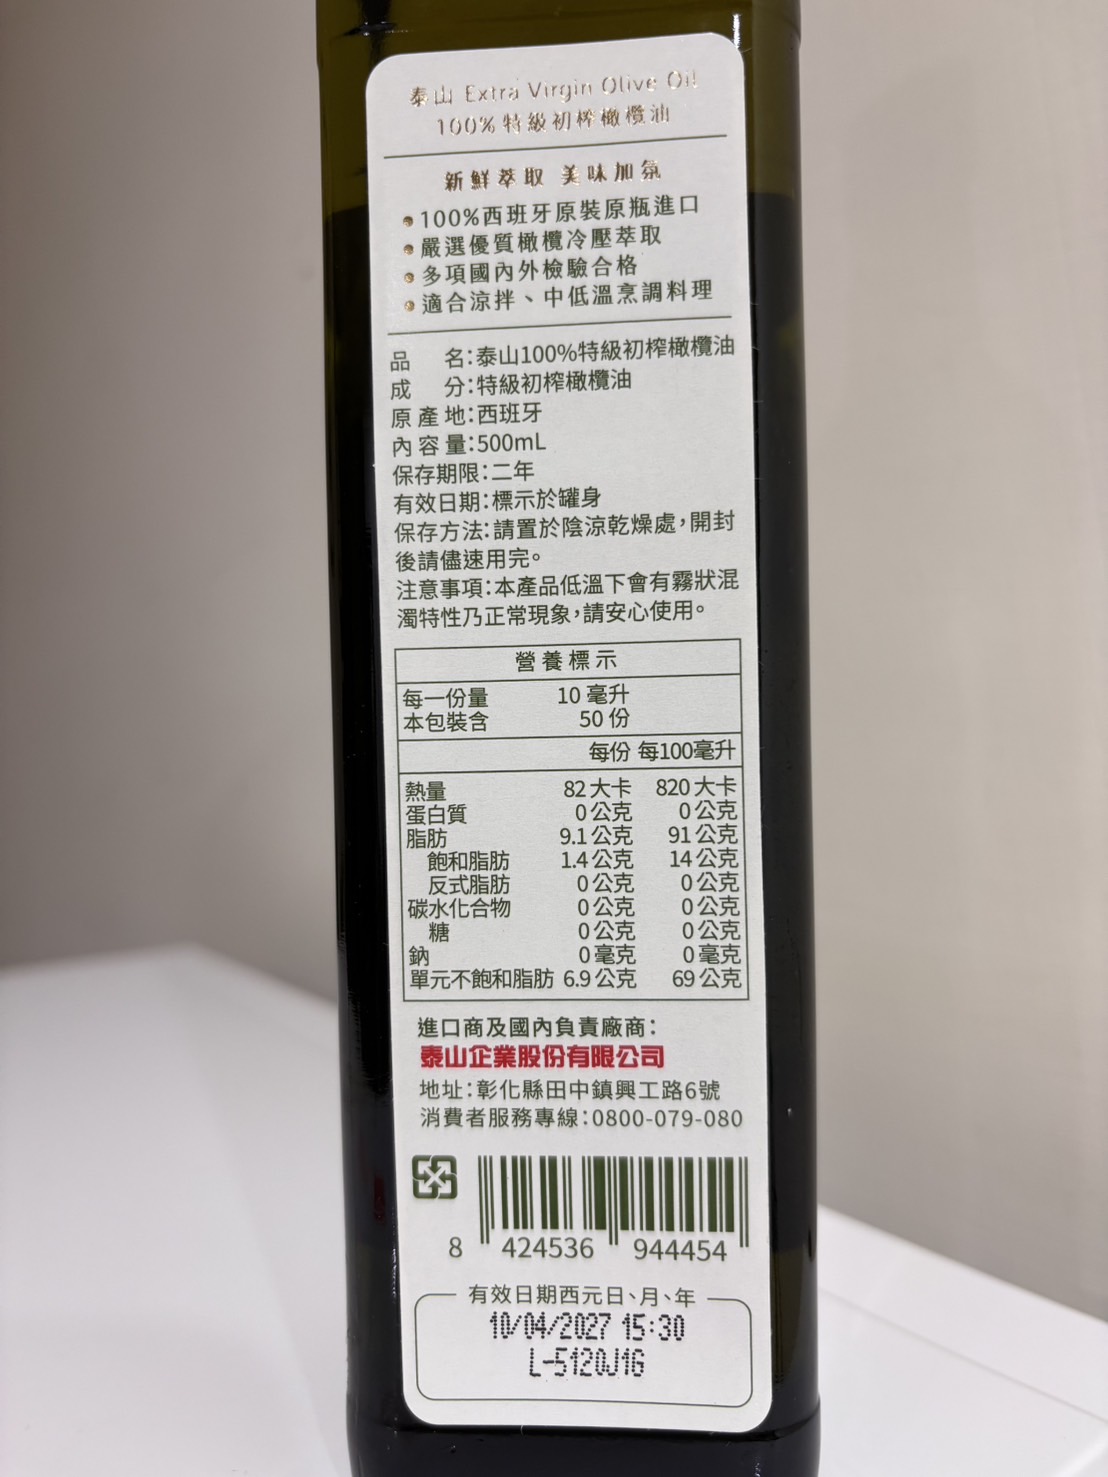 泰山 Extra Virgin Olive Oil
100%特級初榨橄欖油
新鮮萃取 美味加氛
100%西班牙原裝原瓶進口
嚴選優質橄欖冷壓萃取
多項國內外檢驗合格
適合涼拌、中低溫烹調料理
品 名:泰山100%特級初榨橄欖油
成 分:特級初榨橄欖油
原產地:西班牙
內容量:500mL
保存期限:二年
有效日期:標示於罐身
保存方法:請置於陰涼乾燥處,開封
後請儘速用完。
注意事項:本產品低溫下會有霧狀混
濁特性乃正常現象,請安心使用。
營養標示
每一份量 10 毫升
本包裝含 50 份
每份 每100毫升
熱量 82 大卡 820 大卡
蛋白質 0 公克 0 公克
脂肪 9.1 公克 91 公克
飽和脂肪 1.4 公克 14 公克
反式脂肪 0 公克 0 公克
碳水化合物 0 公克 0 公克
糖 0 公克 0 公克
鈉 0 毫克 0 毫克
單元不飽和脂肪 6.9 公克 69 公克
進口商及國內負責廠商:
泰山企業股份有限公司
地址:彰化縣田中鎮興工路6號
消費者服務專線:0800-079-080
8 424536 944454
有效日期西元日、月、年
10/04/2027 15:30
L-5120J16